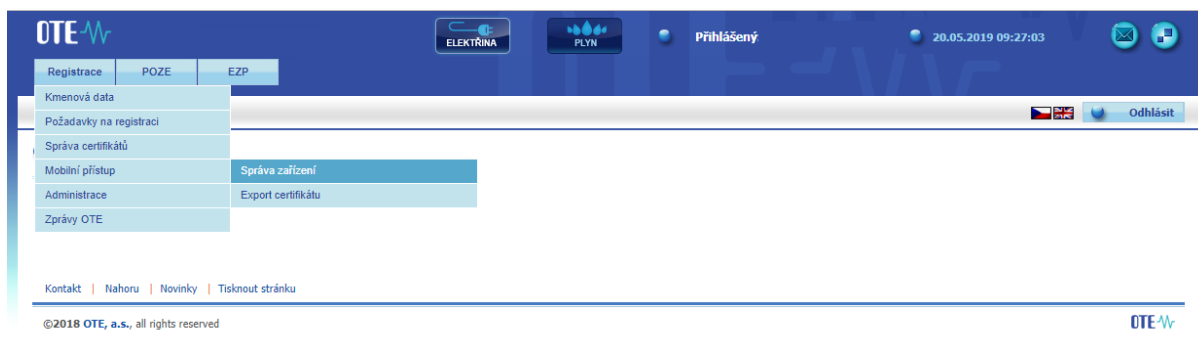 OTE
ELEKTŘINA
PLYN
Přihlášený:
20.05.2019 09:27:03
Registrace
POZE
EZP
Kmenová data
Požadavky na registraci
Odhlásit
Správa certifikátů
Mobilní přístup
Správa zařízení
Administrace
Export certifikátu
Zprávy OTE
Kontakt | Nahoru | Novinky | Tisknout stránku
©2018 OTE, a.s., all rights reserved
OTE